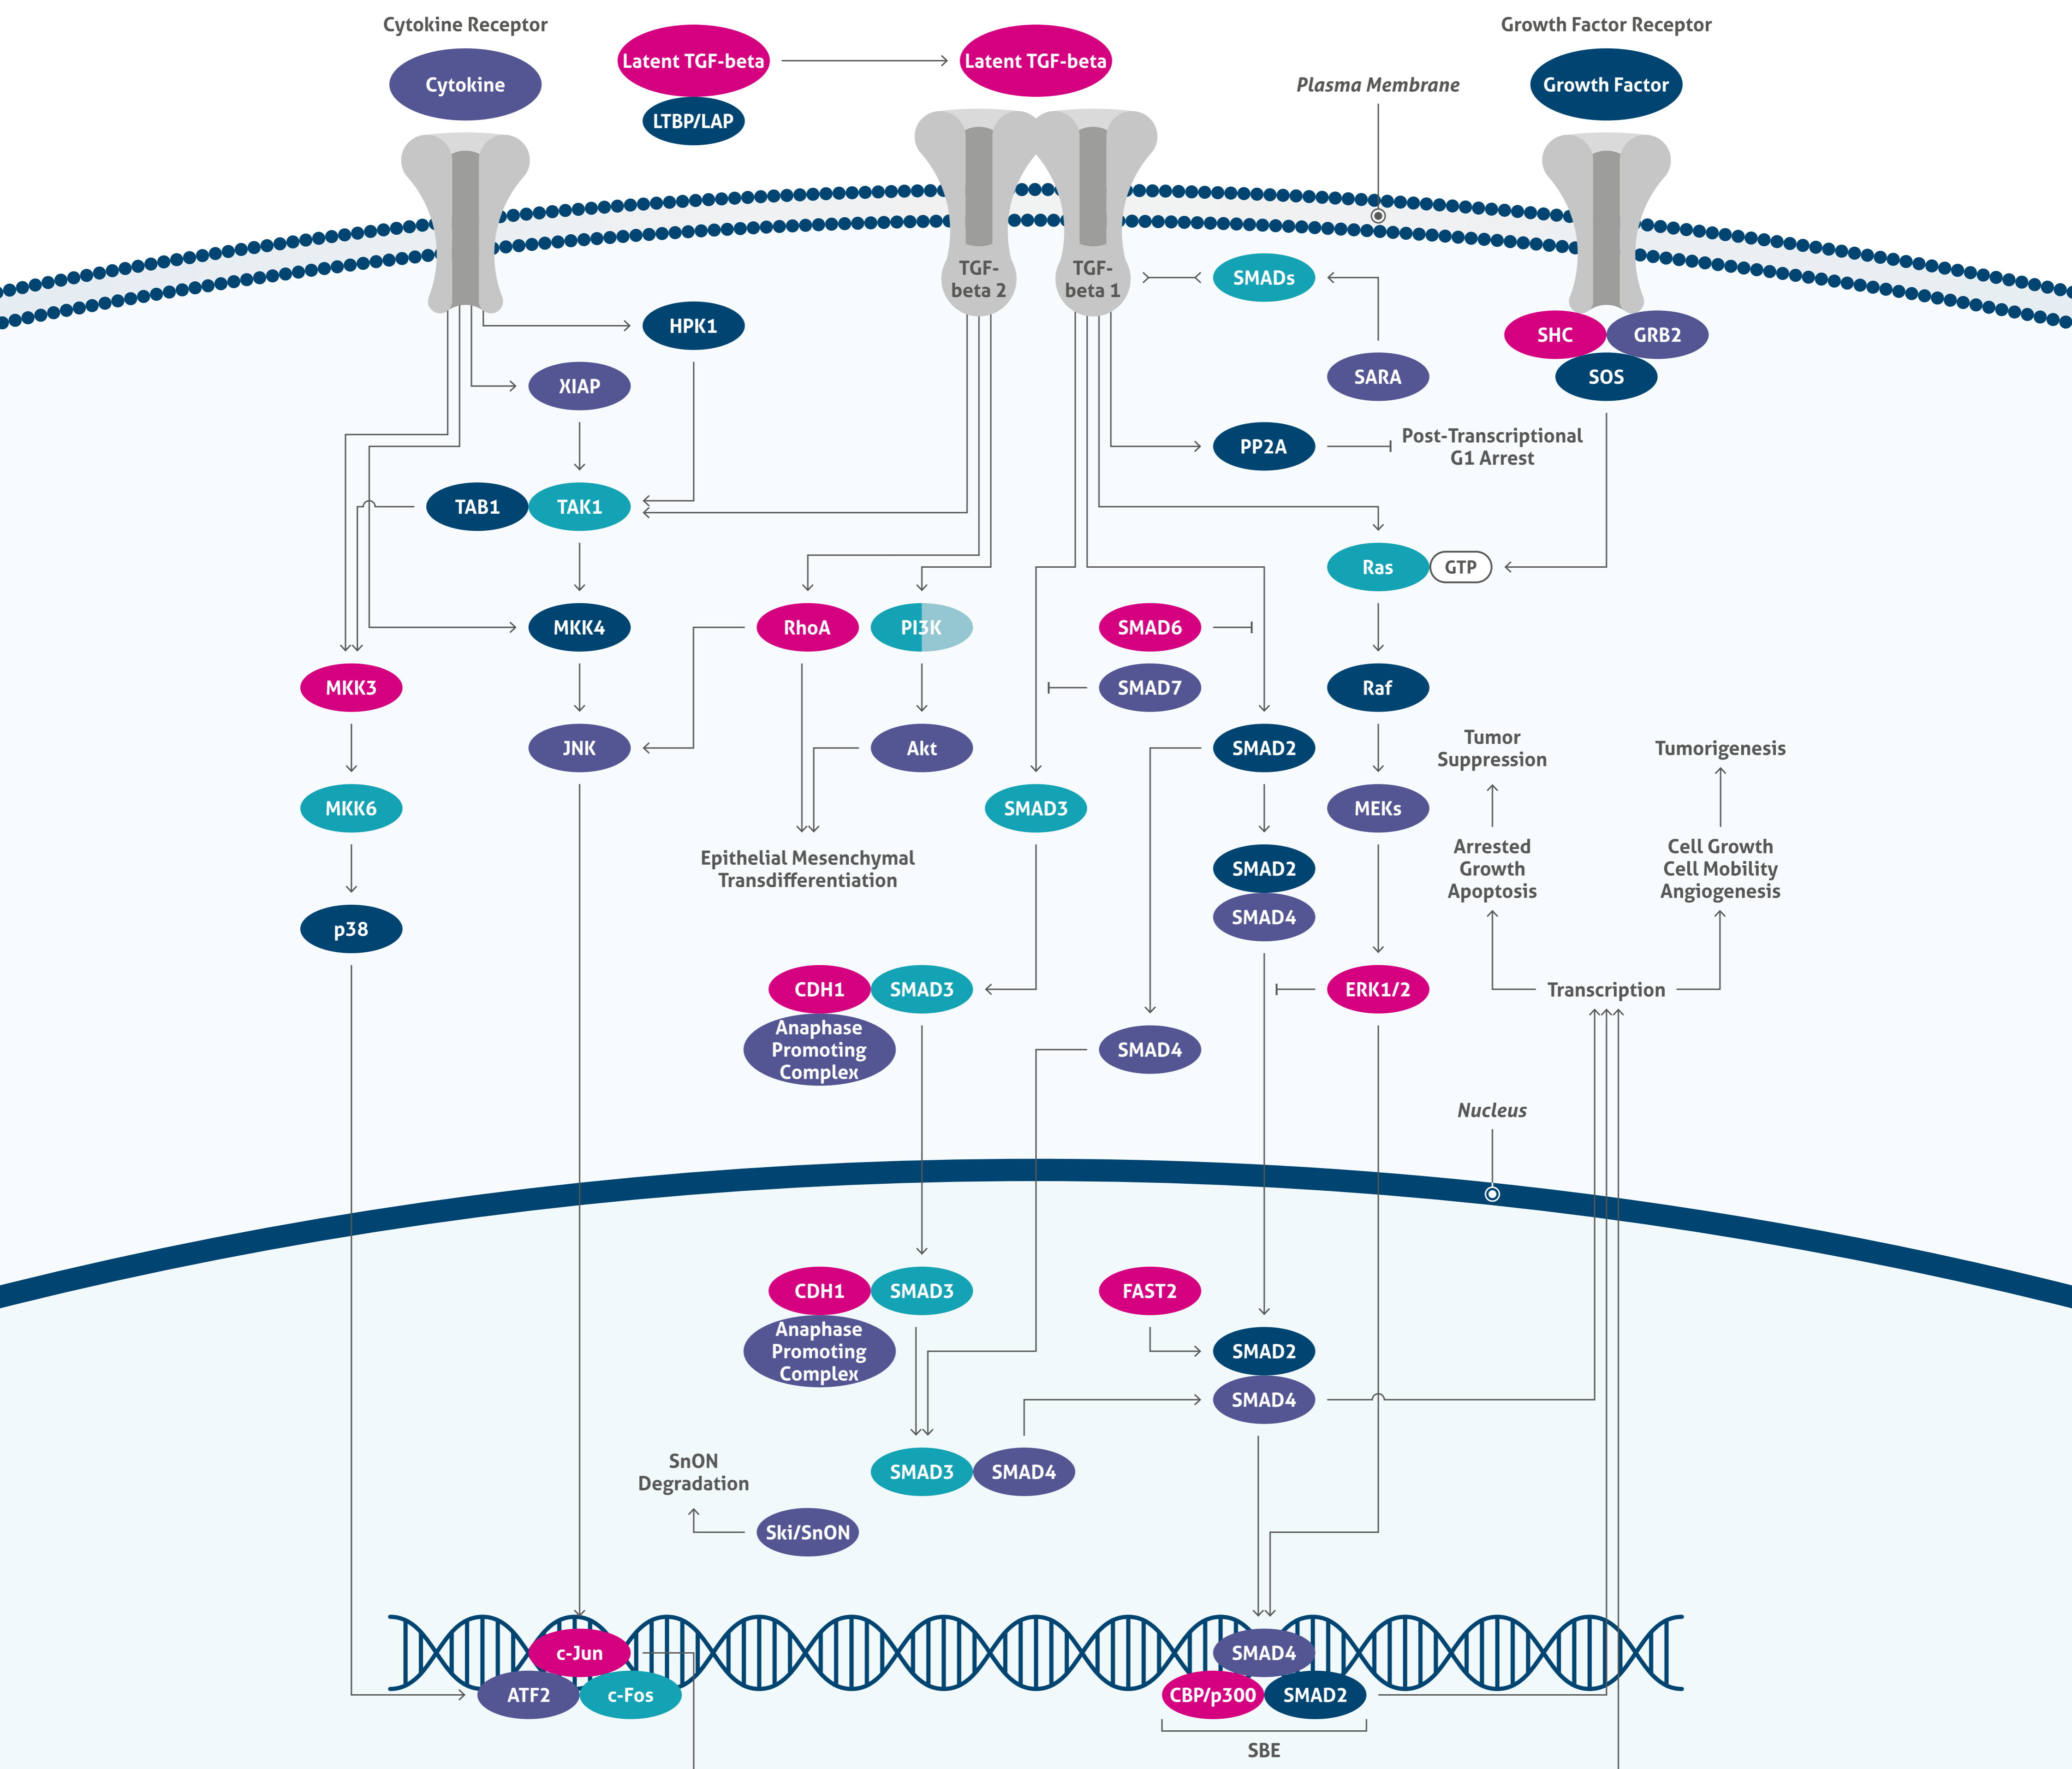 Cytokine Receptor
Growth Factor Receptor
Latent TGF-beta
Latent TGF-beta
Cytokine
Plasma Membrane
Growth Factor
LTBP/LAP
TGF-
beta 2
TGF-
beta 1
SMADs
HPK1
SHC
GRB2
XIAP
SARA
SOS
PP2A
Post-Transcriptional
G1 Arrest
TAB1
TAK1
Ras
GTP
MKK4
RhoA
PI3K
SMAD6
MKK3
SMAD7
Raf
JNK
Akt
SMAD2
Tumor
Suppression
Tumorigenesis
MKK6
SMAD3
MEKs
Epithelial Mesenchymal
Transdifferentiation
SMAD2
SMAD4
Arrested
Growth
Apoptosis
Cell Growth
Cell Mobility
Angiogenesis
p38
CDH1
SMAD3
ERK1/2
Transcription
Anaphase
Promoting
Complex
SMAD4
Nucleus
CDH1
SMAD3
FAST2
Anaphase
Promoting
Complex
SMAD2
SMAD4
SnON
Degradation
SMAD3
SMAD4
Ski/SnON
c-Jun
SMAD4
ATF2
c-Fos
CBP/p300
SMAD2
SBE